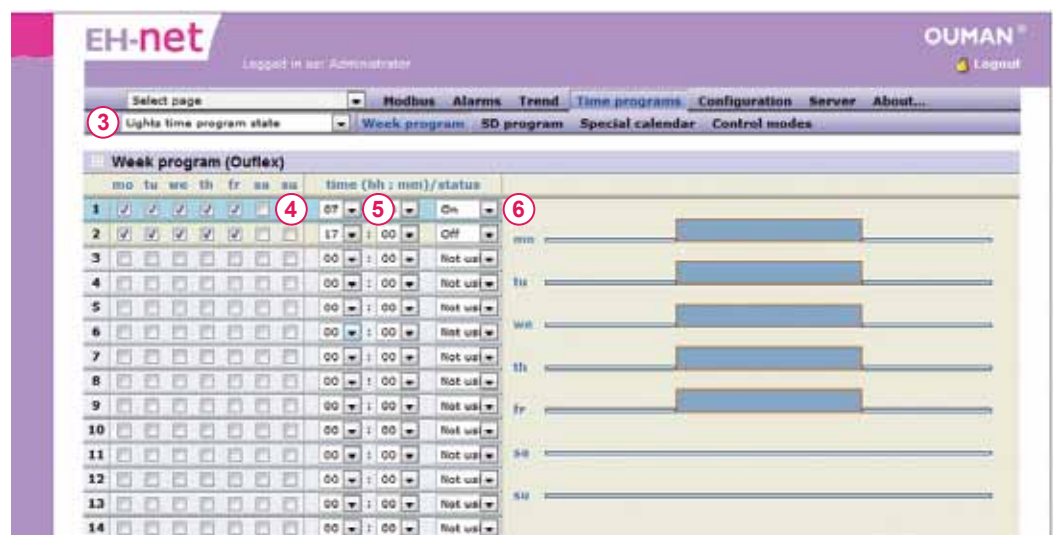 EH-net
OUMAN®
Logged in as: Administrator
Logout
Select page Modbus Alarms Trend Time programs Configuration Server About...
3 Lights time program state Week program SD program Special calendar Control modes
Week program (Ouflex)
mo tu we th fr sa su time (hh : mm)/status
1 4 07 5 On 6
2 17 : 00 Off
mo
3 00 : 00 Not us
4 00 : 00 Not us
tu
5 00 : 00 Not us
6 00 : 00 Not us
we
7 00 : 00 Not us
th
8 00 : 00 Not us
9 00 : 00 Not us
fr
10 00 : 00 Not us
11 00 : 00 Not us
sa
12 00 : 00 Not us
su
13 00 : 00 Not us
14 00 : 00 Not us